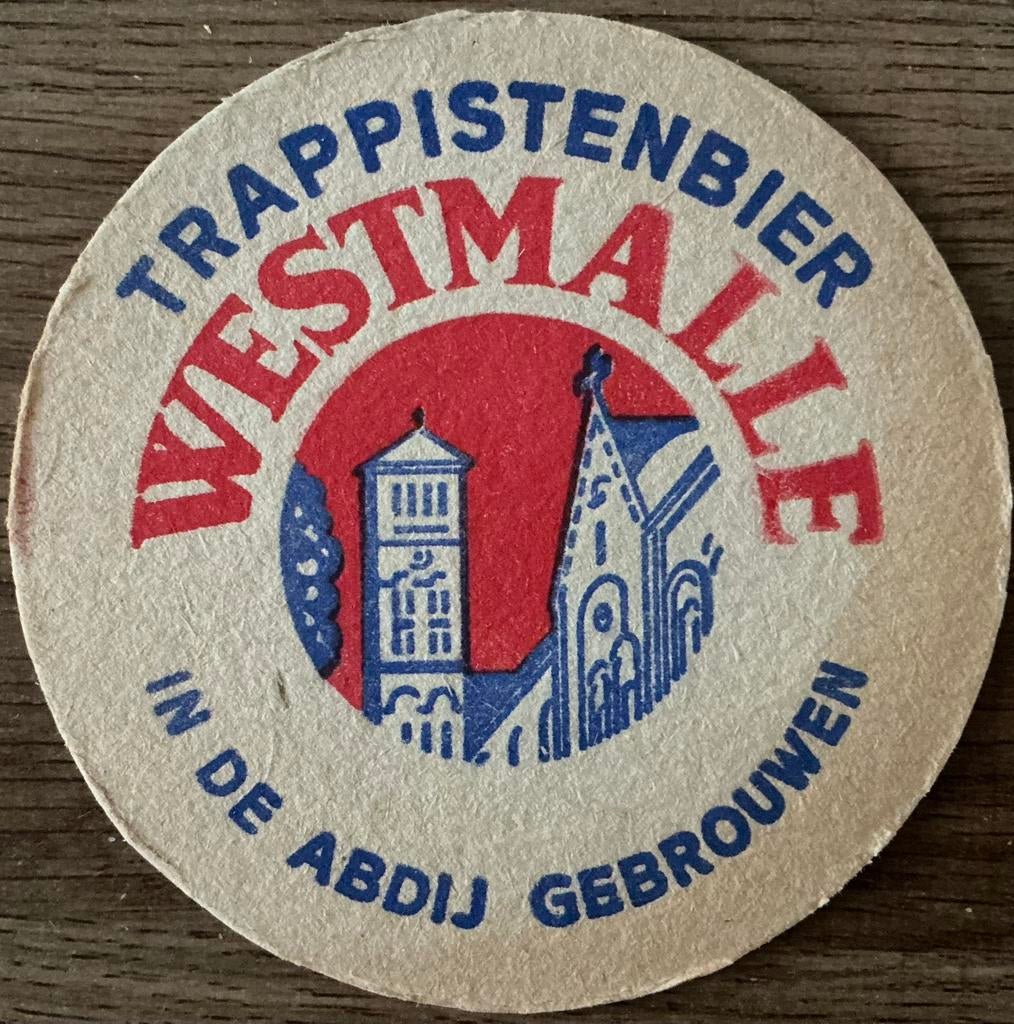 TRAPPISTENBIER
WESTMALLE
IN DE ABDIJ GEBROUWEN